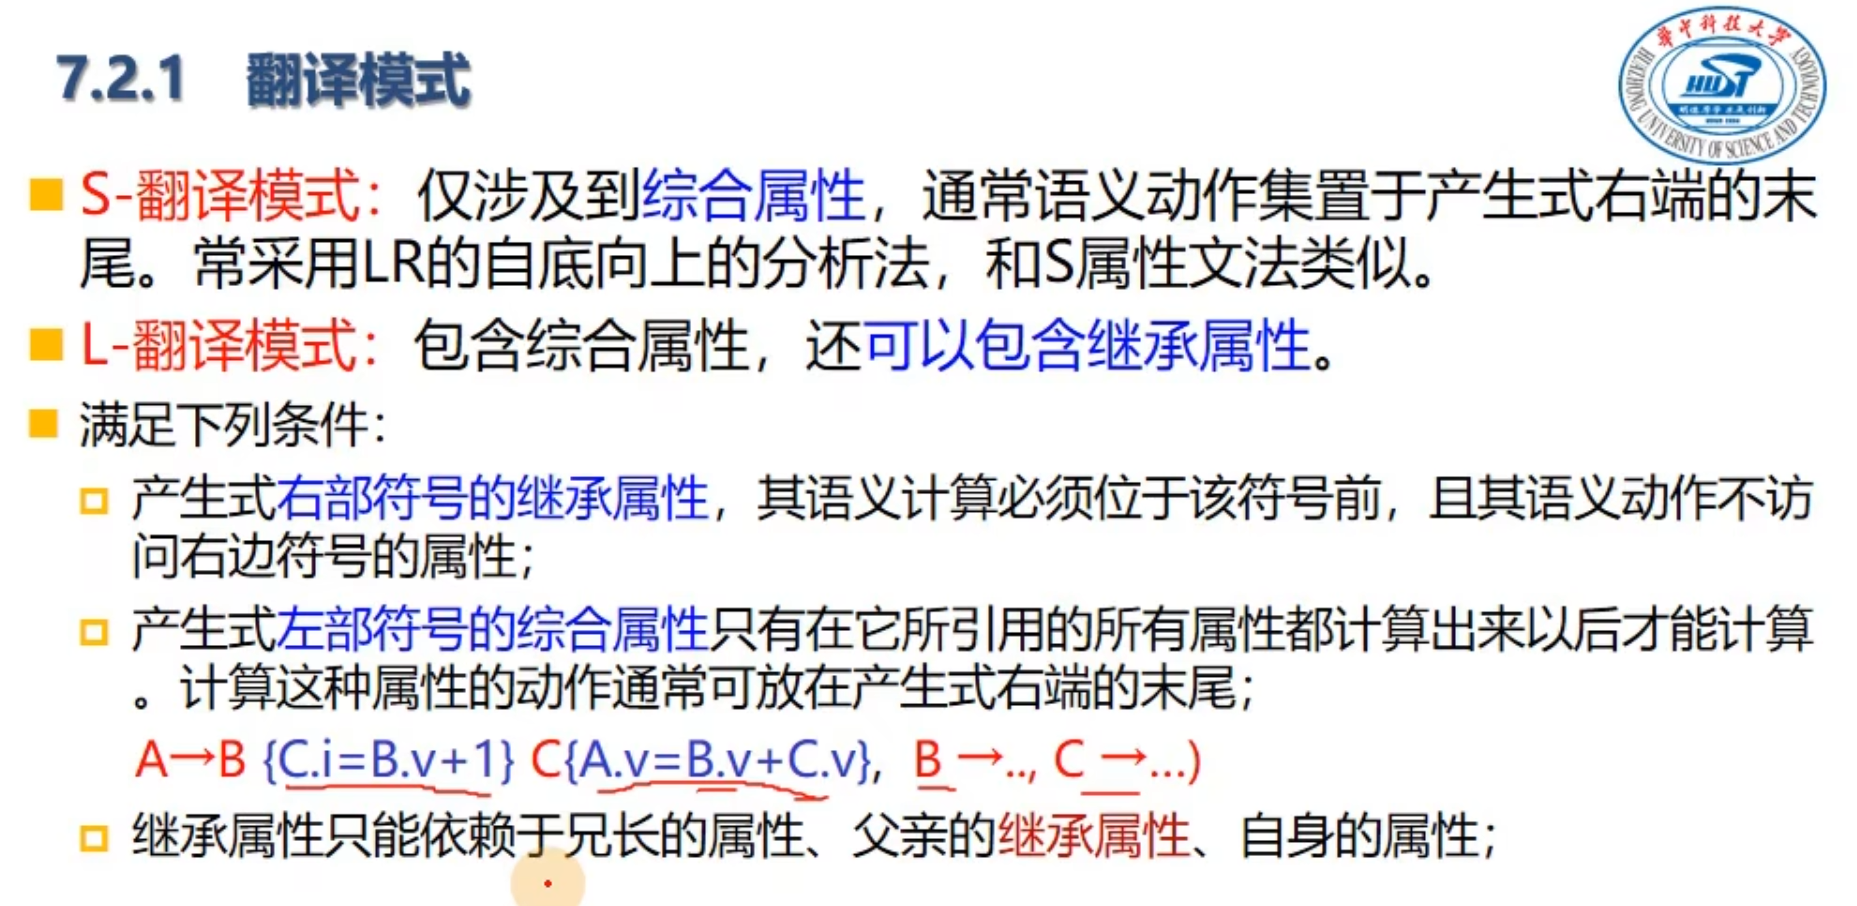 7.2.1 翻译模式
华中科技大学
HUAZHONG UNIVERSITY OF SCIENCE AND TECHNOLOGY
HUST
S-翻译模式：仅涉及到综合属性，通常语义动作集置于产生式右端的末
尾。常采用LR的自底向上的分析法，和S属性文法类似。
L-翻译模式：包含综合属性，还可以包含继承属性。
满足下列条件：
产生式右部符号的继承属性，其语义计算必须位于该符号前，且其语义动作不访
问右边符号的属性；
产生式左部符号的综合属性只有在它所引用的所有属性都计算出来以后才能计算
。计算这种属性的动作通常可放在产生式右端的末尾；
A→B {C.i=B.v+1} C{A.v=B.v+C.v}, B →.., C →...)
继承属性只能依赖于兄长的属性、父亲的继承属性、自身的属性；